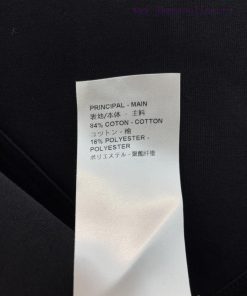 PRINCIPAL - MAIN
表地/本体 - 主料
84% COTON - COTTON
コットン - 棉
16% POLYESTER -
POLYESTER
ポリエステル - 聚酯纤维